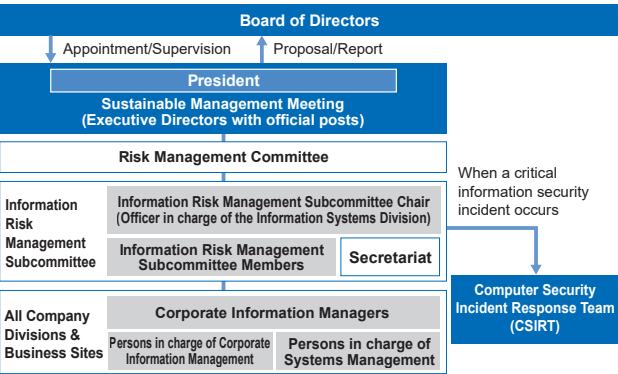 Board of Directors
Appointment/Supervision
Proposal/Report
President
Sustainable Management Meeting
(Executive Directors with official posts)
Risk Management Committee
When a critical
information security
incident occurs
Information
Risk
Management
Subcommittee
Information Risk Management Subcommittee Chair
(Officer in charge of the Information Systems Division)
Information Risk Management
Subcommittee Members
Secretariat
Computer Security
Incident Response Team
(CSIRT)
All Company
Divisions &
Business Sites
Corporate Information Managers
Persons in charge of Corporate
Information Management
Persons in charge of
Systems Management